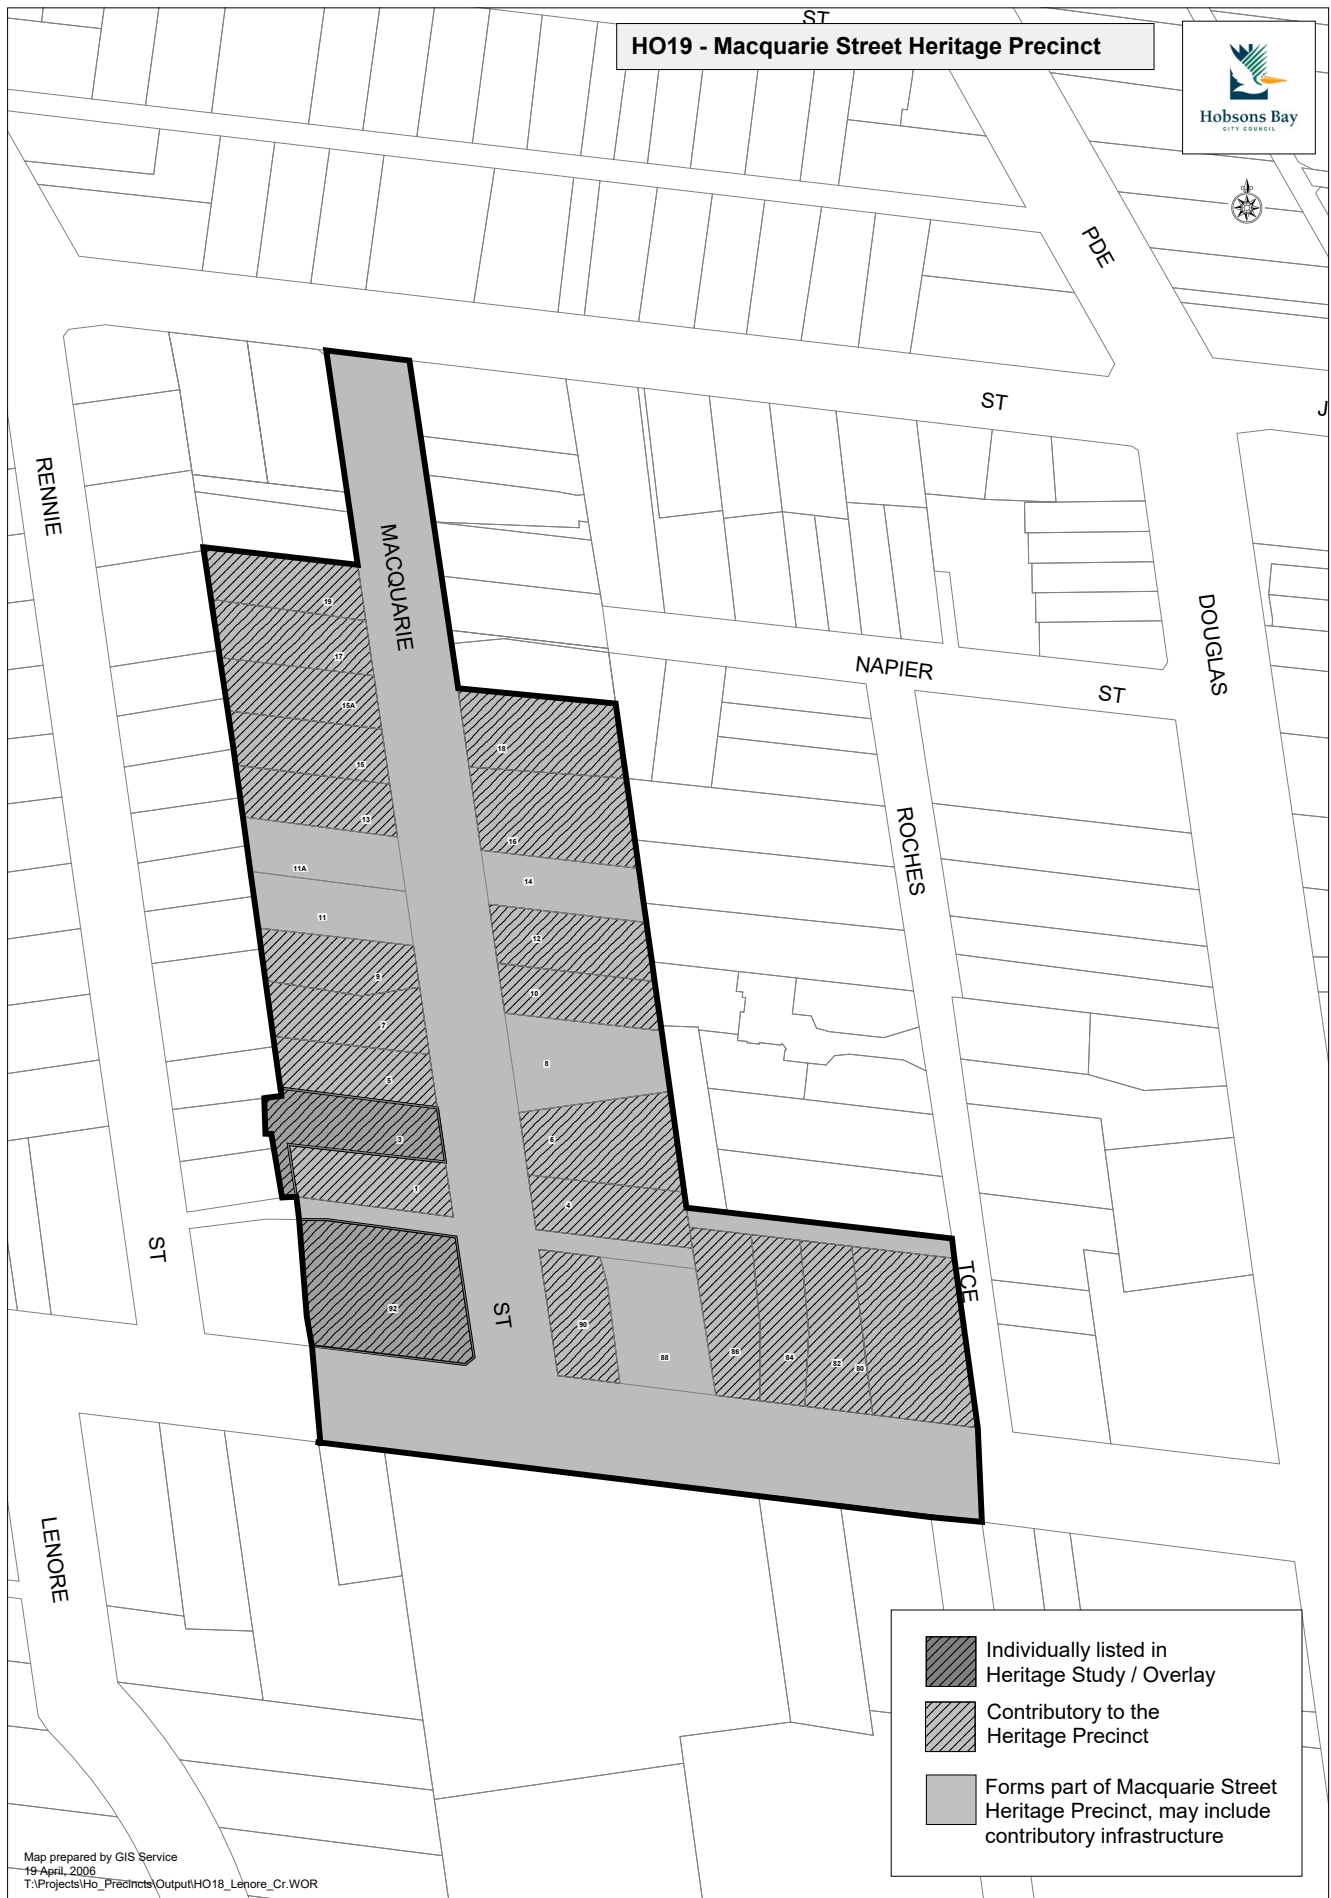 ST
HO19 - Macquarie Street Heritage Precinct
Hobsons Bay
CITY COUNCIL
PDE
ST
J
RENNIE
MACQUARIE
DOUGLAS
NAPIER
ST
ROCHES
19
17
15A
15
13
11A
11
9
7
5
3
1
92
18
16
14
12
10
8
6
4
90
88
86
84
82
80
ST
ST
TCE
LENORE
Individually listed in
Heritage Study / Overlay
Contributory to the
Heritage Precinct
Forms part of Macquarie Street
Heritage Precinct, may include
contributory infrastructure
Map prepared by GIS Service
19 April, 2006
T:\Projects\Ho_Precincts\Output\HO18_Lenore_Cr.WOR